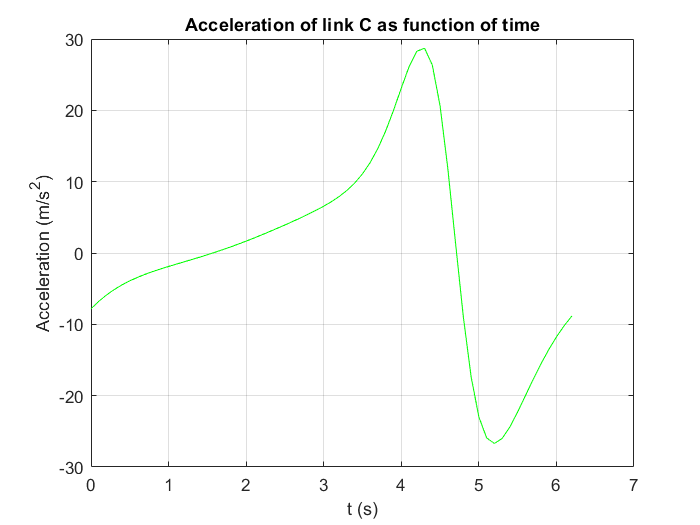 Acceleration of link C as function of time
30
20
10
0
-10
-20
-30
Acceleration (m/s²)
0 1 2 3 4 5 6 7
t (s)